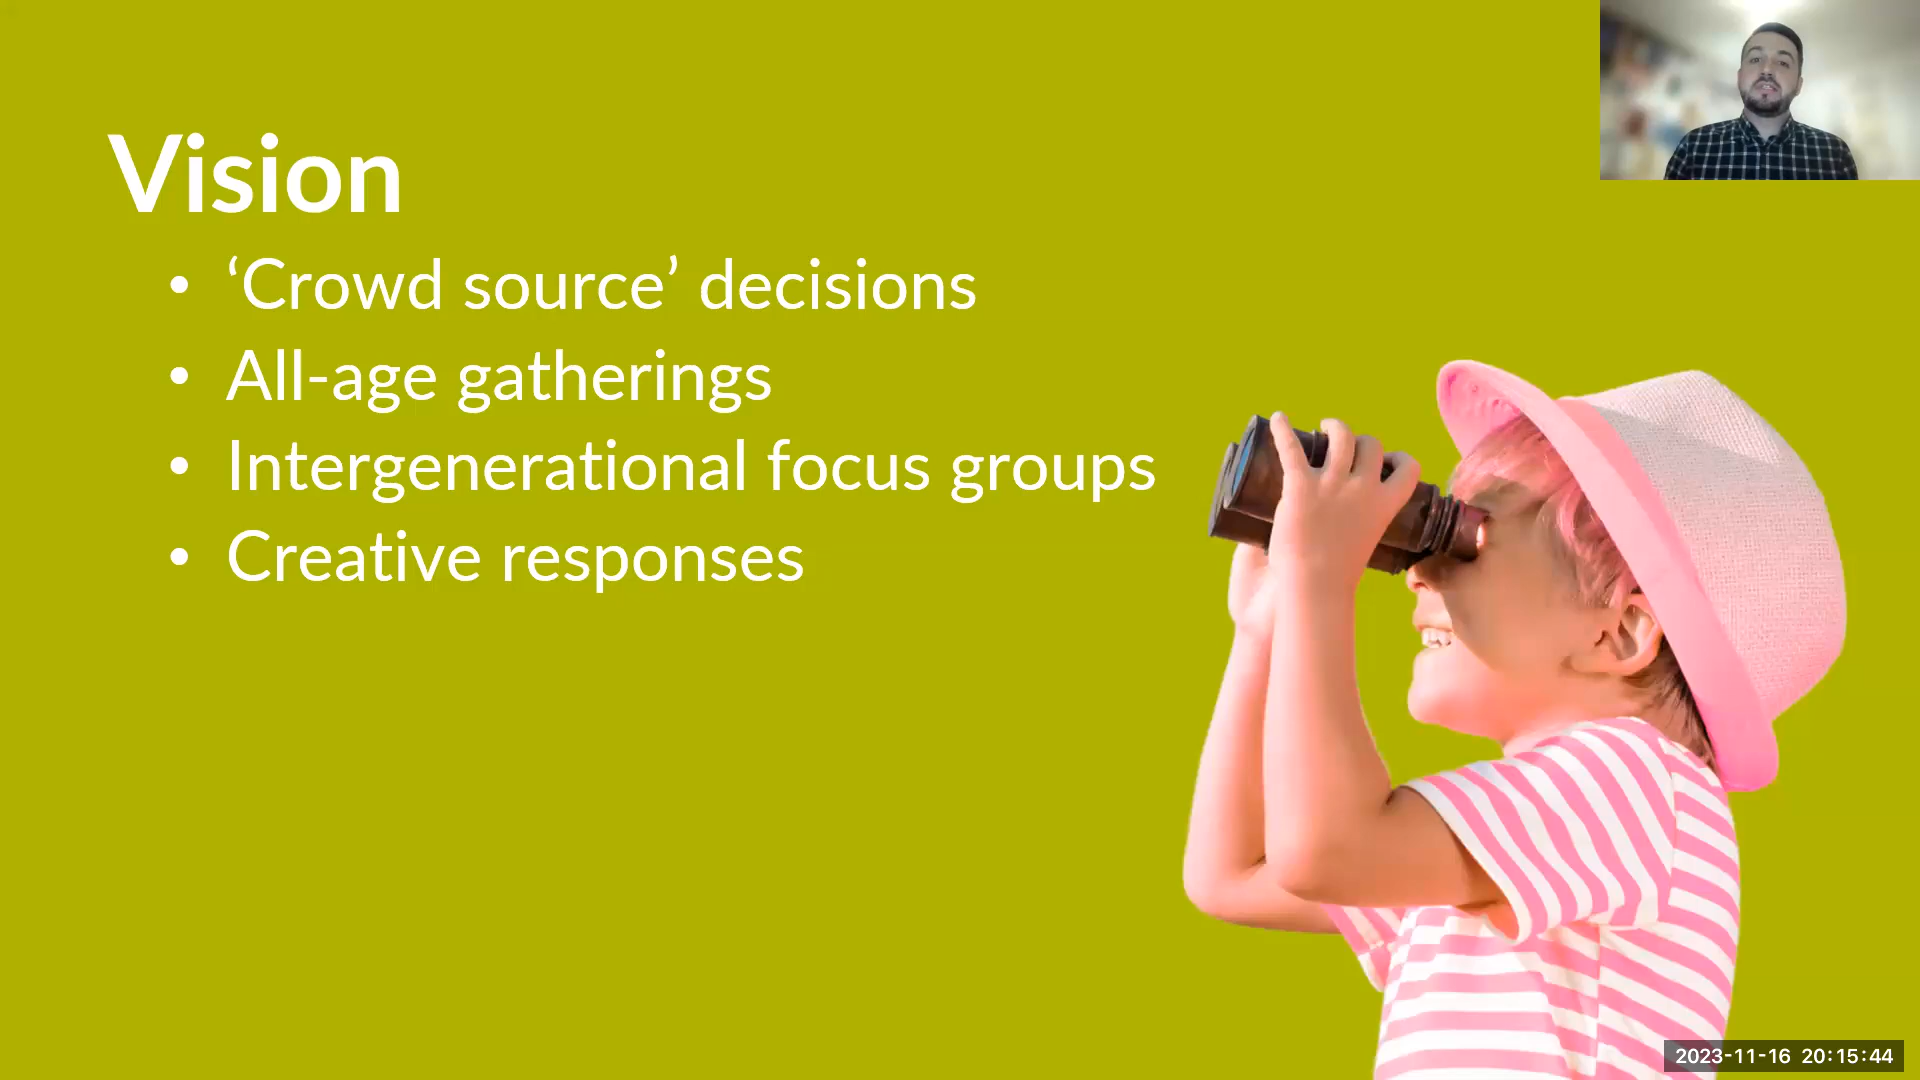 Vision
• ‘Crowd source’ decisions
• All-age gatherings
• Intergenerational focus groups
• Creative responses
2023-11-16 20:15:44